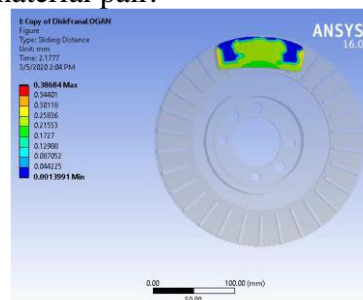 material pair.
I: Copy of DiskFranaLOGAN
Figure
Type: Sliding Distance
Unit: mm
Time: 2.1777
3/5/2020 2:04 PM
0.38684 Max
0.34401
0.30118
0.25836
0.21553
0.1727
0.12988
0.087052
0.044225
0.0013991 Min
ANSYS
16.0
0.00
100.00 (mm)
50.00